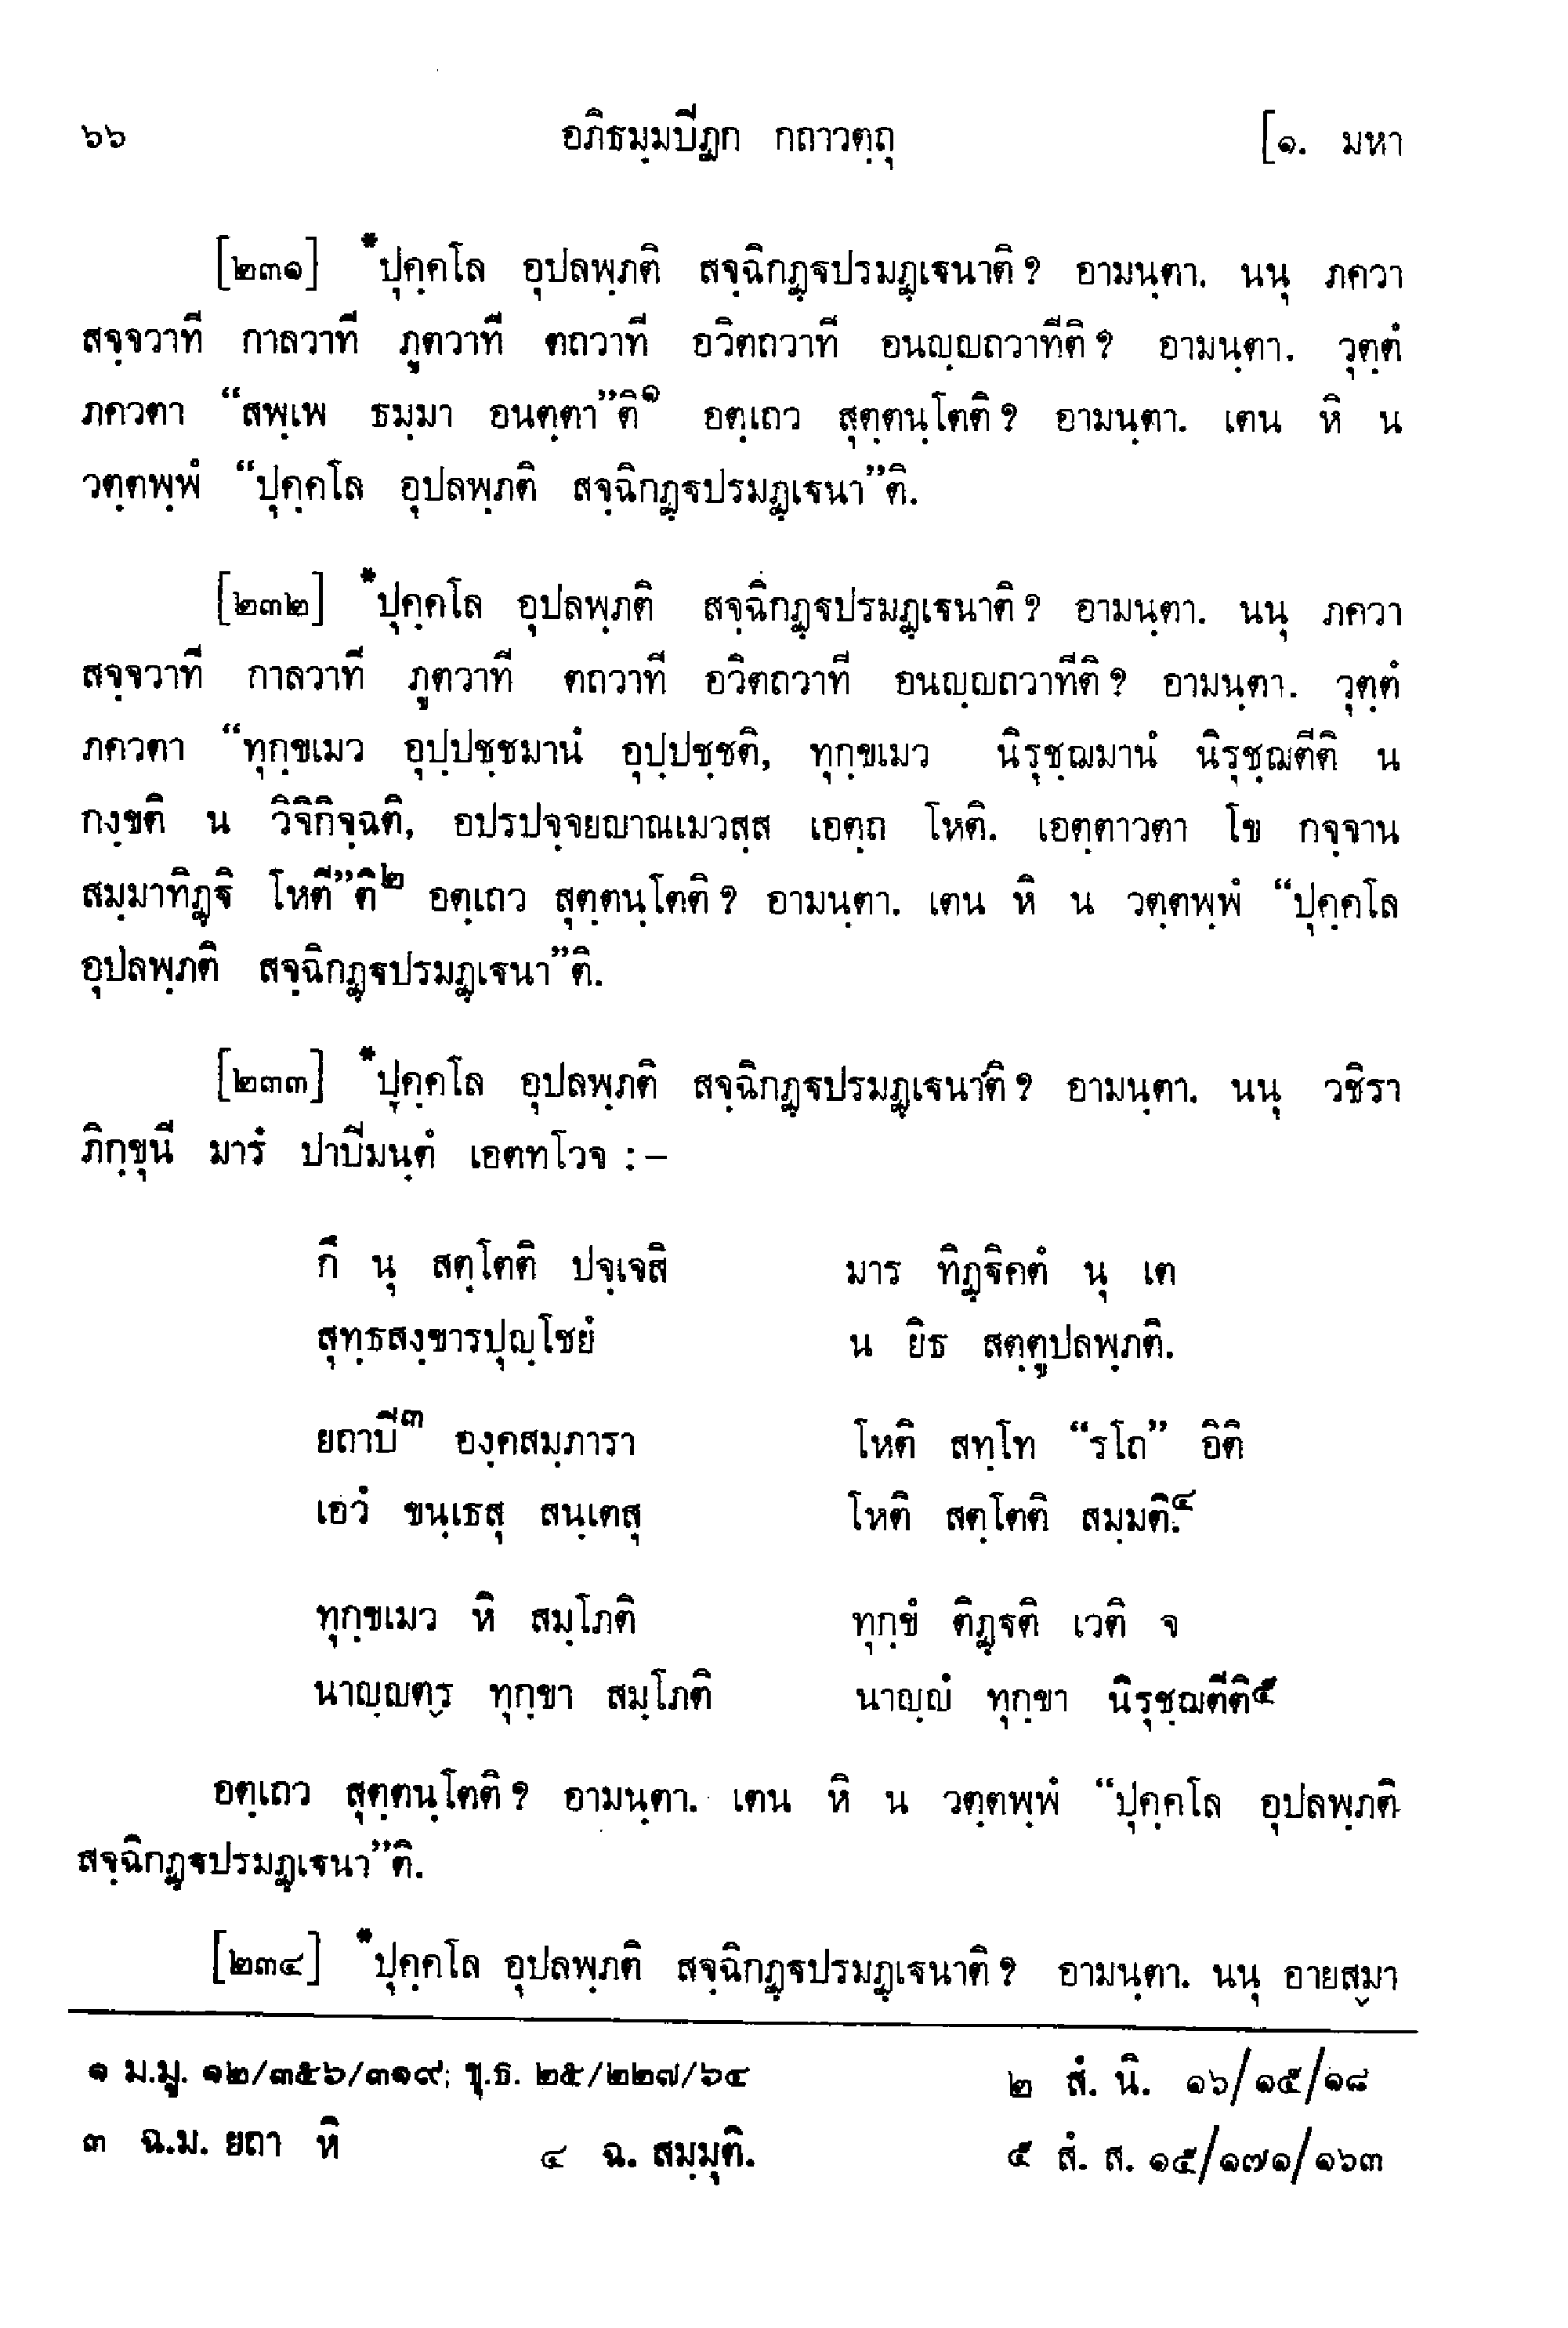 ๖๖ อภิธมฺมปิฏก กถาวตฺถุ [๑. มหา
[๒๓๑] *ปุคฺคโล อุปลพฺภติ สจฺฉิกฏฺฐปรมฏฺเฐนาติ ? อามนฺตา. นนุ ภควา
สจฺจวาที กาลวาที ภูตวาที ตถวาที อวิตถวาที อนญฺญถวาทีติ ? อามนฺตา. วุตฺตํ
ภควตา “สพฺเพ ธมฺมา อนตฺตา”ติ๑ อตฺเถว สุตฺตนฺโตติ ? อามนฺตา. เตน หิ น
วตฺตพฺพํ “ปุคฺคโล อุปลพฺภติ สจฺฉิกฏฺฐปรมฏฺเฐนา”ติ.
[๒๓๒] *ปุคฺคโล อุปลพฺภติ สจฺฉิกฏฺฐปรมฏฺเฐนาติ ? อามนฺตา. นนุ ภควา
สจฺจวาที กาลวาที ภูตวาที ตถวาที อวิตถวาที อนญฺญถวาทีติ ? อามนฺตา. วุตฺตํ
ภควตา “ทุกฺขเมว อุปฺปชฺชมานํ อุปฺปชฺชติ, ทุกฺขเมว นิรุชฺฌมานํ นิรุชฺฌตีติ น
กงฺขติ น วิจิกิจฺฉติ, อปรปจฺจยญาณเมวสฺส เอตฺถ โหติ. เอตฺตาวตา โข กจฺจาน
สมฺมาทิฏฺฐิ โหตี”ติ๒ อตฺเถว สุตฺตนฺโตติ ? อามนฺตา. เตน หิ น วตฺตพฺพํ “ปุคฺคโล
อุปลพฺภติ สจฺฉิกฏฺฐปรมฏฺเฐนา”ติ.
[๒๓๓] *ปุคฺคโล อุปลพฺภติ สจฺฉิกฏฺฐปรมฏฺเฐนาติ ? อามนฺตา. นนุ วชิรา
ภิกฺขุนี มารํ ปาปิมนฺตํ เอตทโวจ :–
กึ นุ สตฺโตติ ปจฺเจสิ มาร ทิฏฺฐิคตํ นุ เต
สุทฺธสงฺขารปุญฺโชยํ น ยิธ สตฺตูปลพฺภติ.
ยถาปิ๓ องฺคสมฺภารา โหติ สทฺโท “รโถ” อิติ
เอวํ ขนฺเธสุ สนฺเตสุ โหติ สตฺโตติ สมฺมติ.๔
ทุกฺขเมว หิ สมฺโภติ ทุกฺขํ ติฏฺฐติ เวติ จ
นาญฺญตฺร ทุกฺขา สมฺโภติ นาญฺญํ ทุกฺขา นิรุชฺฌตีติ๕
อตฺเถว สุตฺตนฺโตติ ? อามนฺตา. เตน หิ น วตฺตพฺพํ “ปุคฺคโล อุปลพฺภติ
สจฺฉิกฏฺฐปรมฏฺเฐนา”ติ.
[๒๓๔] *ปุคฺคโล อุปลพฺภติ สจฺฉิกฏฺฐปรมฏฺเฐนาติ ? อามนฺตา. นนุ อายสฺมา
๑ ม.มู. ๑๒/๓๕๖/๓๑๙; ขุ.ธ. ๒๕/๒๒๗/๖๔ ๒ สํ. นิ. ๑๖/๑๕/๑๘
๓ ฉ.ม. ยถา หิ ๔ ฉ. สมฺมุติ. ๕ สํ. ส. ๑๕/๑๗๑/๑๖๓